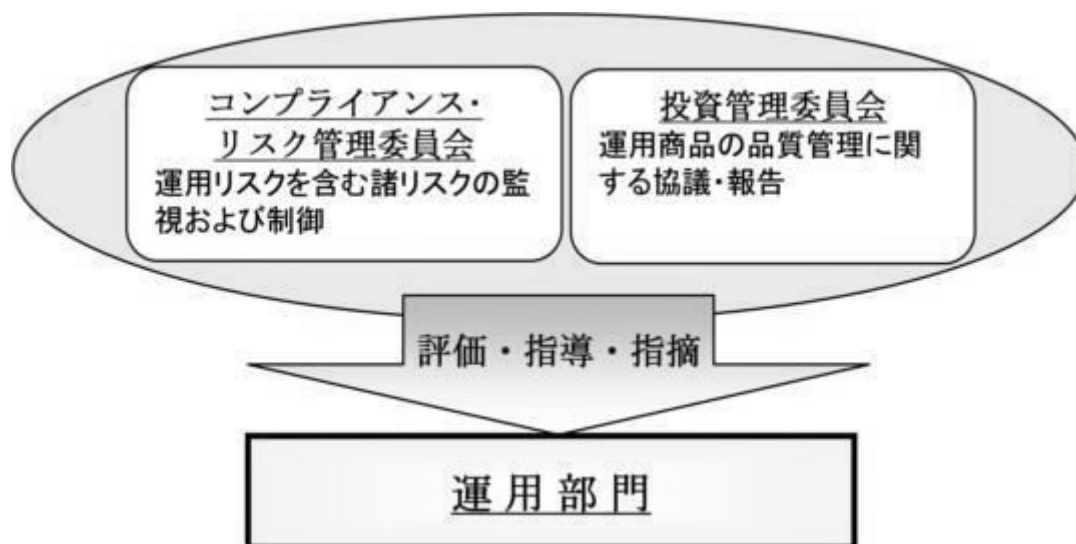 コンプライアンス・
リスク管理委員会
運用リスクを含む諸リスクの監
視および制御
投資管理委員会
運用商品の品質管理に関
する協議・報告
評価・指導・指摘
運用部門